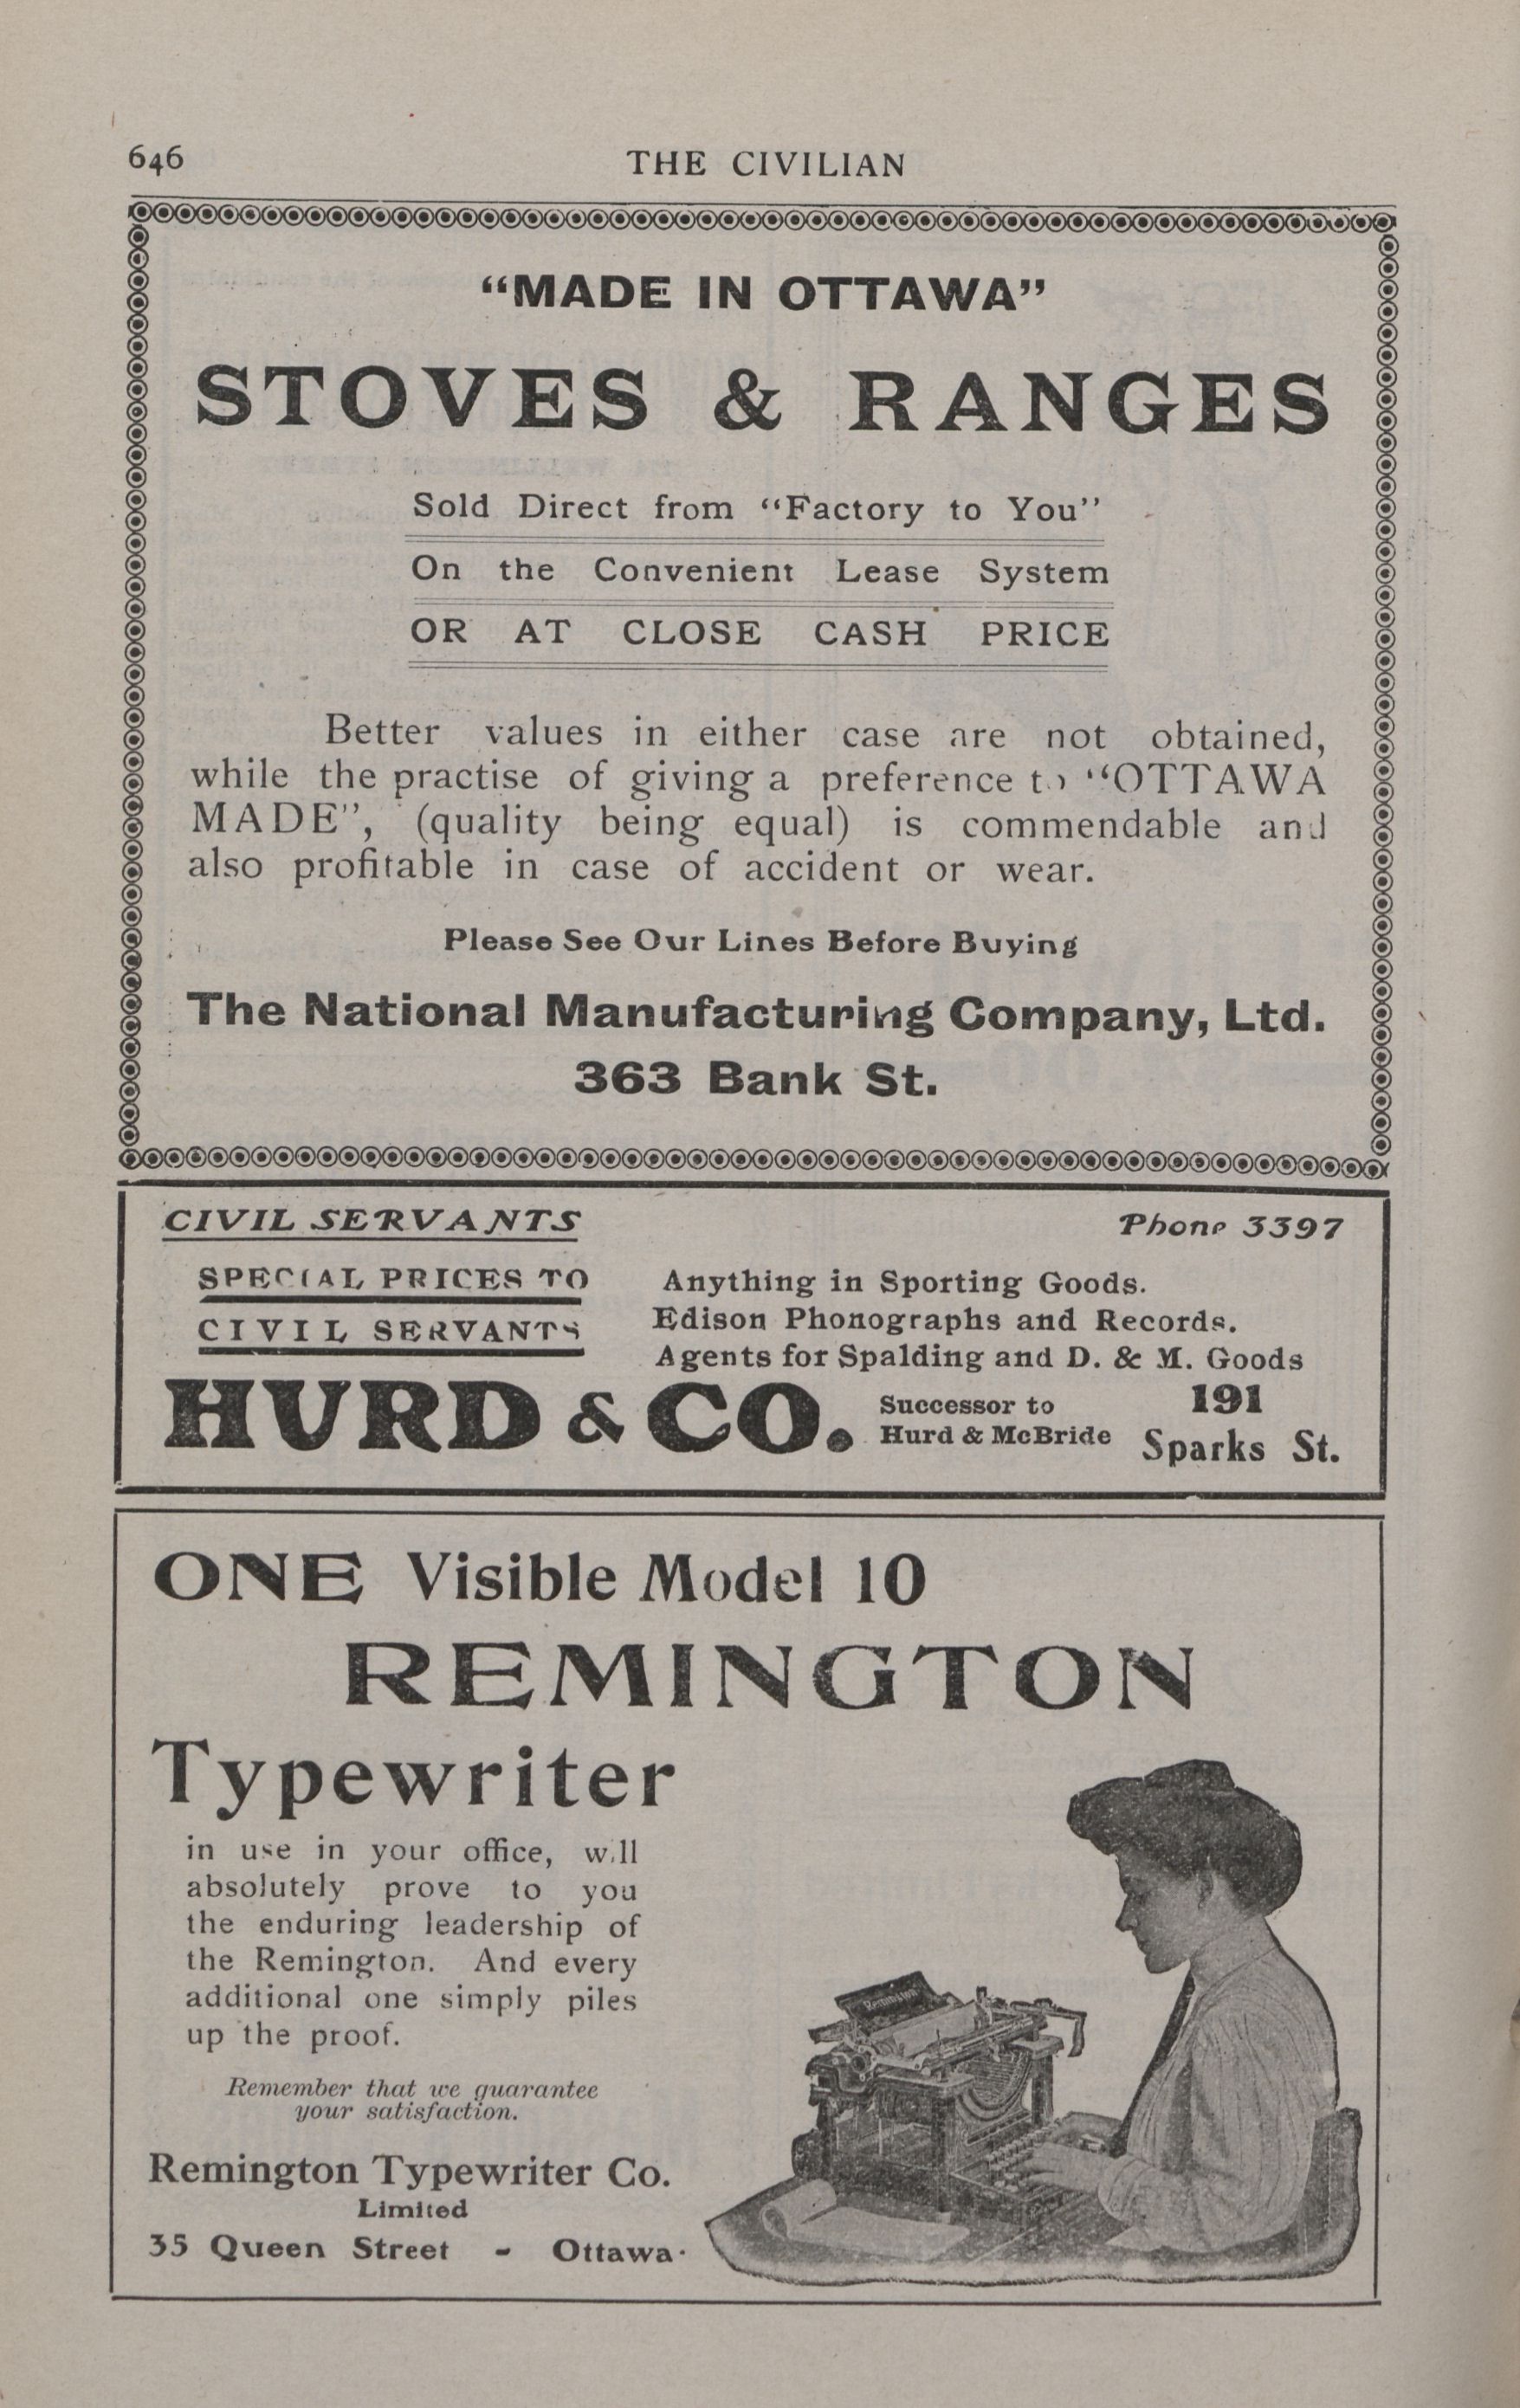 646
THE CIVILIAN
“MADE IN OTTAWA”
STOVES & RANGES
Sold Direct from “Factory to You”
On the Convenient Lease System
OR AT CLOSE CASH PRICE
Better values in either case are not obtained,
while the practise of giving a preference to “OTTAWA
MADE”, (quality being equal) is commendable and
also profitable in case of accident or wear.
Please See Our Lines Before Buying
The National Manufacturing Company, Ltd.
363 Bank St.
CIVIL SERVANTS
Phone 3397
SPECIAL PRICES TO
CIVIL SERVANTS
Anything in Sporting Goods.
Edison Phonographs and Records.
Agents for Spalding and D. & M. Goods
HURD & CO.
Successor to
Hurd & McBride
191
Sparks St.
ONE Visible Model 10
REMINGTON
Typewriter
in use in your office, will
absolutely prove to you
the enduring leadership of
the Remington. And every
additional one simply piles
up the proof.
Remember that we guarantee
your satisfaction.
Remington Typewriter Co.
Limited
35 Queen Street - Ottawa.
Remington